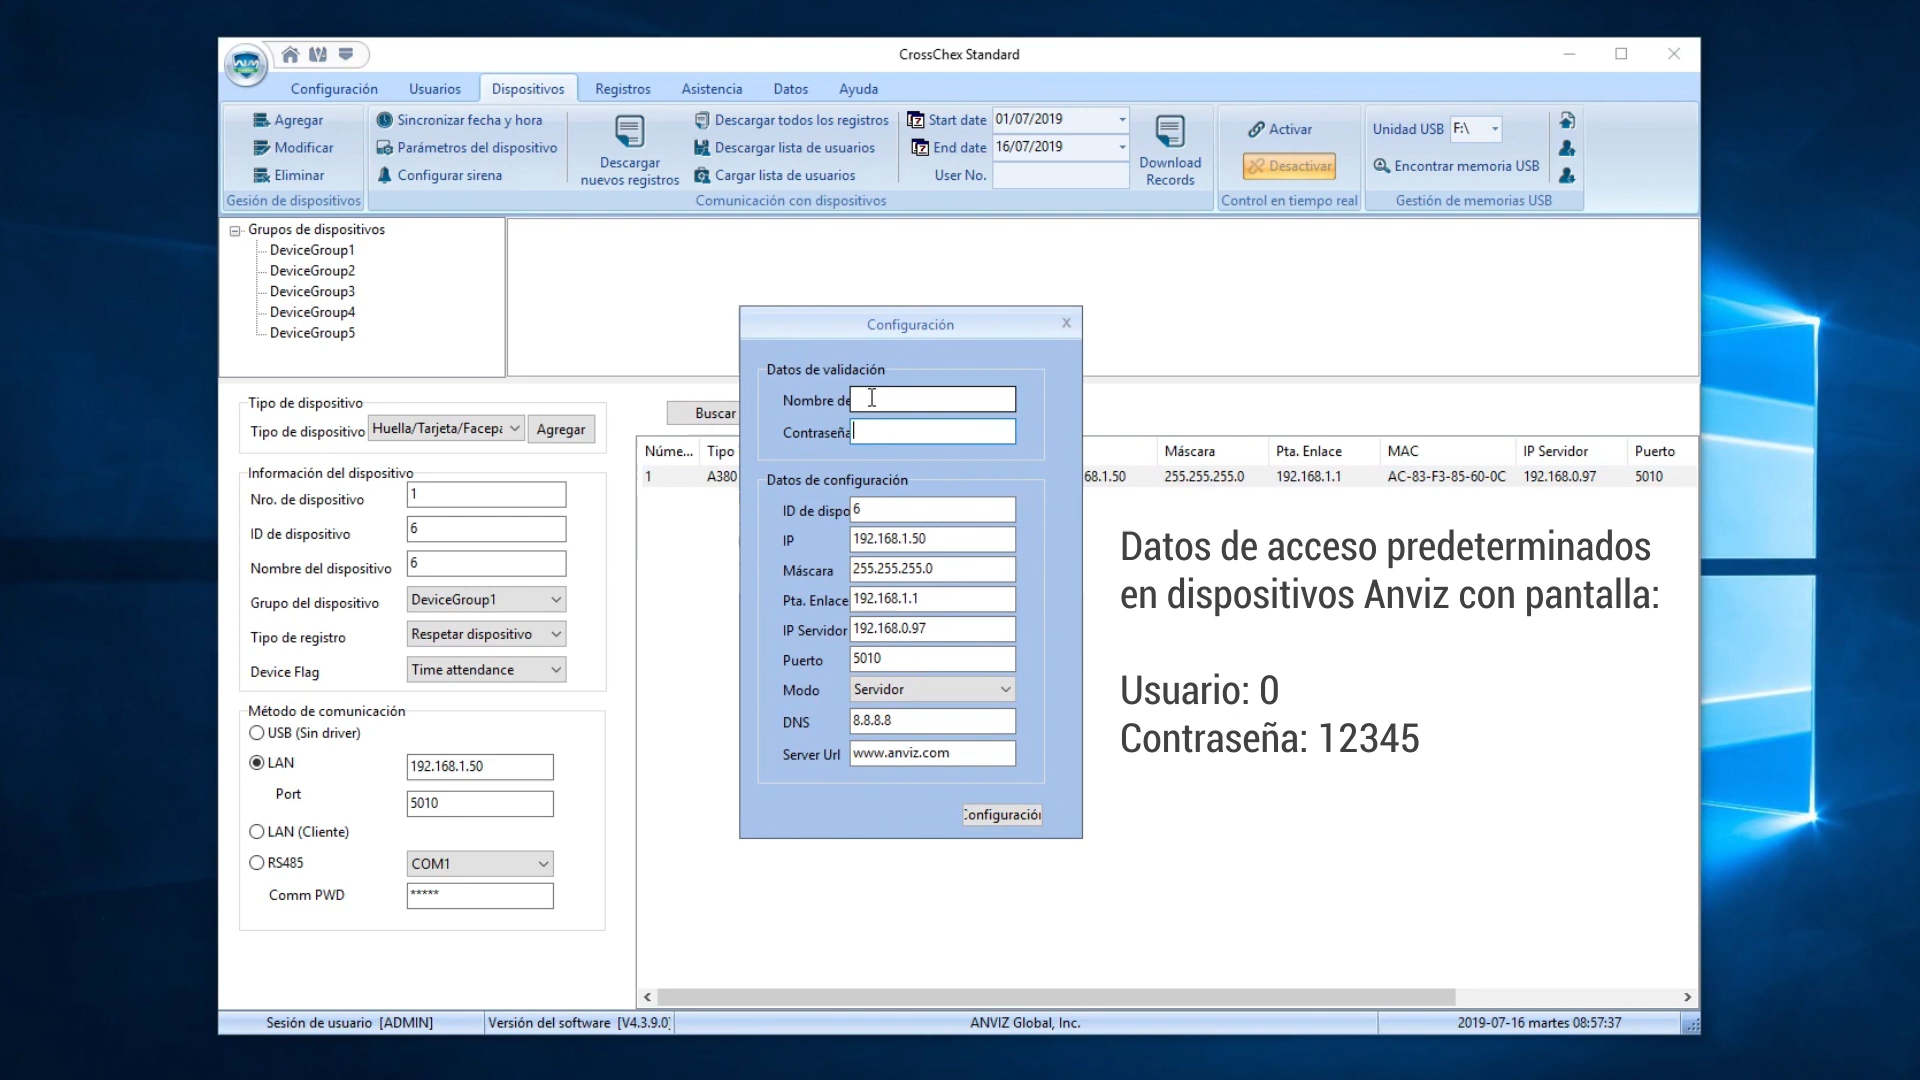 CrossChex Standard
Configuración Usuarios Dispositivos Registros Asistencia Datos Ayuda
Agregar
Modificar
Eliminar
Gesión de dispositivos
Sincronizar fecha y hora
Parámetros del dispositivo
Configurar sirena
Descargar
nuevos registros
Descargar todos los registros
Descargar lista de usuarios
Cargar lista de usuarios
Comunicación con dispositivos
Start date 01/07/2019
End date 16/07/2019
User No.
Download
Records
Activar
Desactivar
Control en tiempo real
Unidad USB F:\
Encontrar memoria USB
Gestión de memorias USB
Grupos de dispositivos
DeviceGroup1
DeviceGroup2
DeviceGroup3
DeviceGroup4
DeviceGroup5
Tipo de dispositivo
Tipo de dispositivo Huella/Tarjeta/Facepa Agregar
Información del dispositivo
Nro. de dispositivo 1
ID de dispositivo 6
Nombre del dispositivo 6
Grupo del dispositivo DeviceGroup1
Tipo de registro Respetar dispositivo
Device Flag Time attendance
Método de comunicación
USB (Sin driver)
LAN 192.168.1.50
Port 5010
LAN (Cliente)
RS485 COM1
Comm PWD *****
Buscar
Núme... Tipo Máscara Pta. Enlace MAC IP Servidor Puerto
1 A380 68.1.50 255.255.255.0 192.168.1.1 AC-83-F3-85-60-0C 192.168.0.97 5010
Configuración X
Datos de validación
Nombre de
Contraseña
Datos de configuración
ID de dispo 6
IP 192.168.1.50
Máscara 255.255.255.0
Pta. Enlace 192.168.1.1
IP Servidor 192.168.0.97
Puerto 5010
Modo Servidor
DNS 8.8.8.8
Server Url www.anviz.com
Configuración
Datos de acceso predeterminados
en dispositivos Anviz con pantalla:
Usuario: 0
Contraseña: 12345
Sesión de usuario [ADMIN] Versión del software [V4.3.9.0] ANVIZ Global, Inc. 2019-07-16 martes 08:57:37